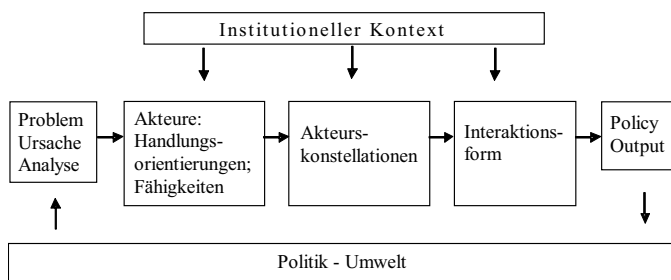 Institutioneller Kontext
Problem
Ursache
Analyse
Akteure:
Handlungs-
orientierungen;
Fähigkeiten
Akteurs-
konstellationen
Interaktions-
form
Policy
Output
Politik - Umwelt